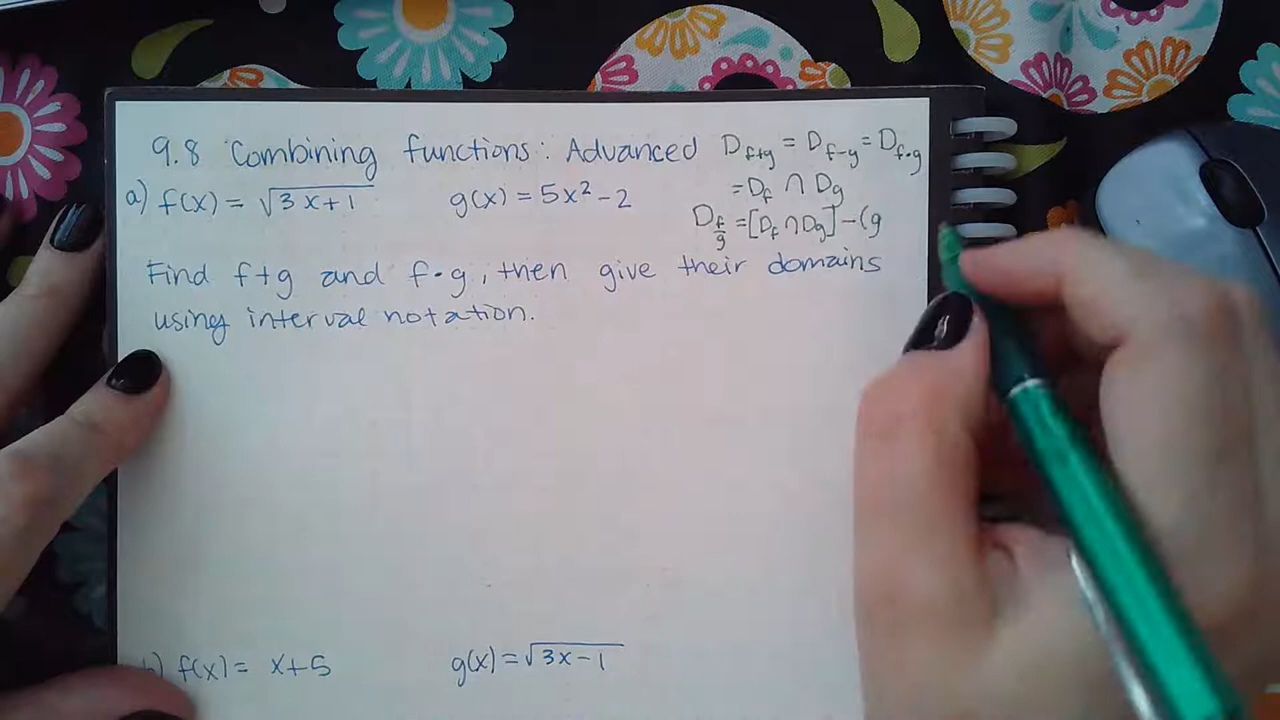 9.8 Combining functions: Advanced D_{f+g} = D_{f-g} = D_{f•g}
= D_f ∩ D_g
a) f(x) = √(3x+1) g(x) = 5x² - 2
D_{f/g} = [D_f ∩ D_g] - (g
Find f+g and f•g, then give their domains
using interval notation.
b) f(x) = x+5 g(x) = √(3x-1)